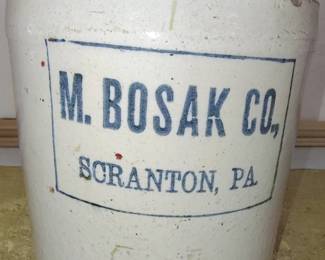 M. BOSAK CO.,
SCRANTON, PA